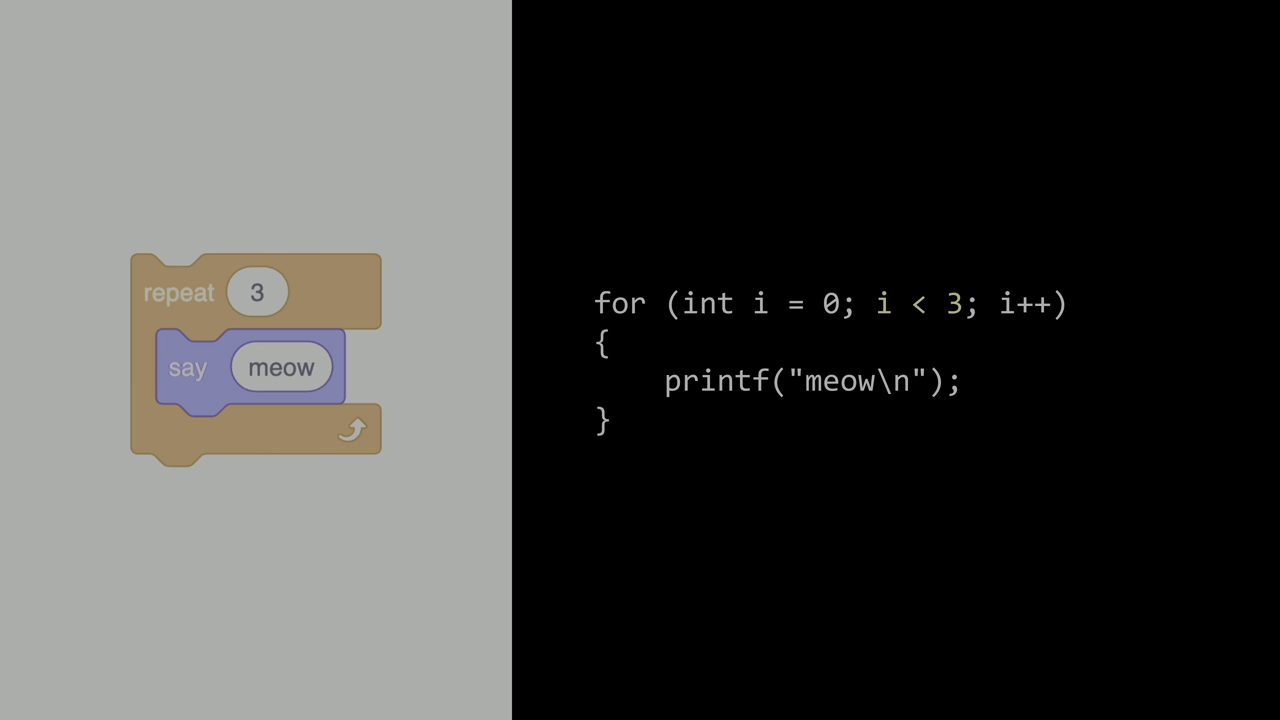 repeat 3
say meow
for (int i = 0; i < 3; i++)
{
    printf("meow\n");
}